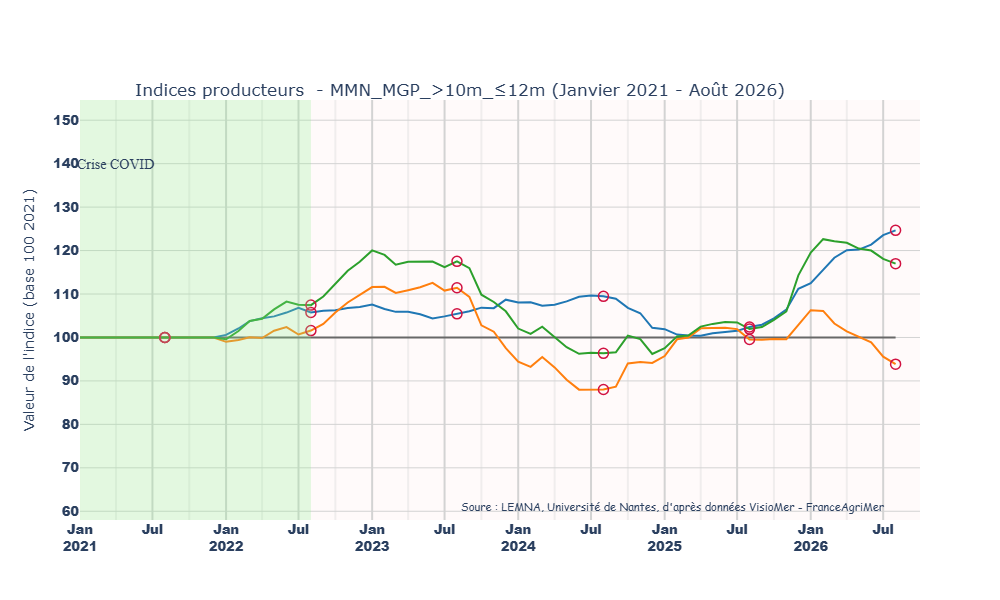 Indices producteurs - MMN_MGP_>10m_≤12m (Janvier 2021 - Août 2026)
Valeur de l'indice (base 100 2021)
150
140
130
120
110
100
90
80
70
60
Crise COVID
Soure : LEMNA, Université de Nantes, d'après données VisioMer - FranceAgriMer
Jan Jul Jan Jul Jan Jul Jan Jul Jan Jul Jan Jul
2021 2022 2023 2024 2025 2026